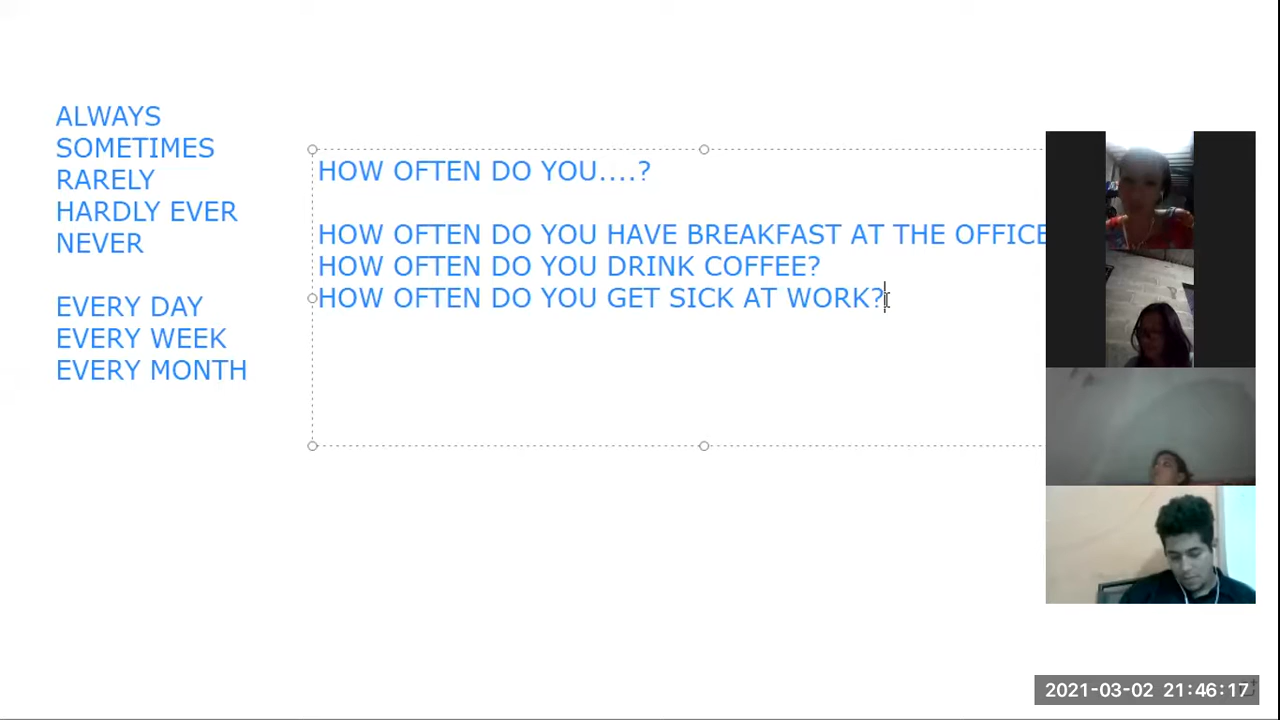 ALWAYS
SOMETIMES
RARELY
HARDLY EVER
NEVER
EVERY DAY
EVERY WEEK
EVERY MONTH
HOW OFTEN DO YOU....?
HOW OFTEN DO YOU HAVE BREAKFAST AT THE OFFICE
HOW OFTEN DO YOU DRINK COFFEE?
HOW OFTEN DO YOU GET SICK AT WORK?
2021-03-02 21:46:17